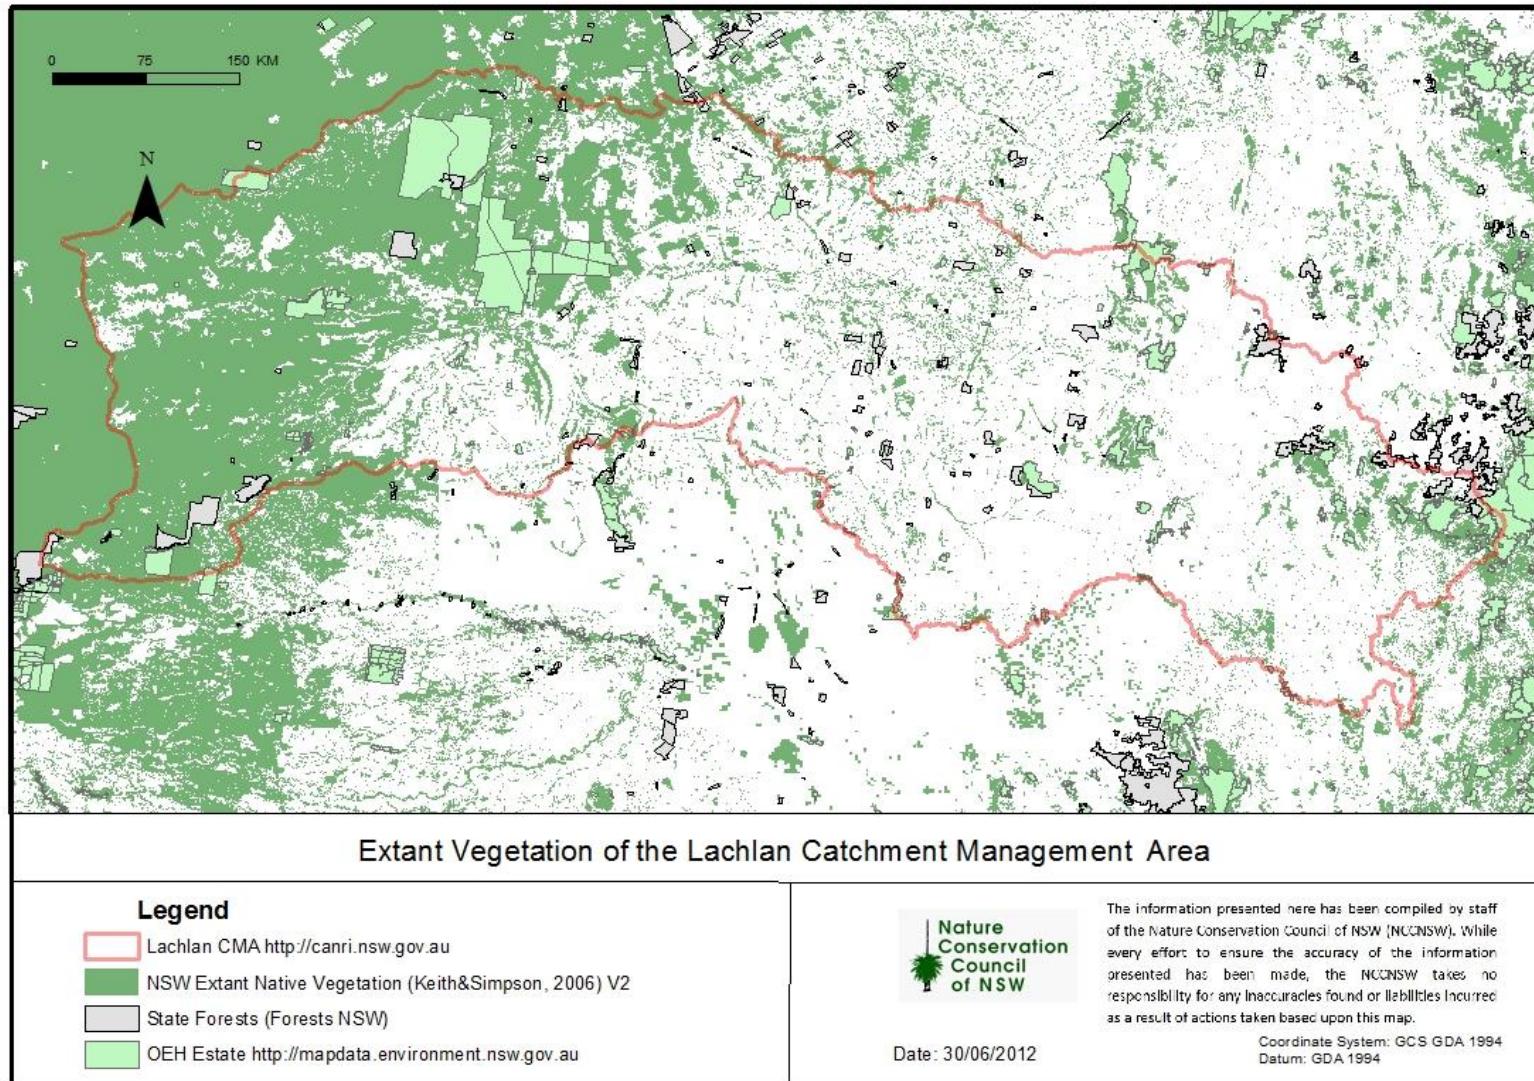 0 75 150 KM
N
Extant Vegetation of the Lachlan Catchment Management Area
Legend
Lachlan CMA http://canri.nsw.gov.au
NSW Extant Native Vegetation (Keith&Simpson, 2006) V2
State Forests (Forests NSW)
OEH Estate http://mapdata.environment.nsw.gov.au
Nature
Conservation
Council
of NSW
Date: 30/06/2012
The information presented here has been compiled by staff
of the Nature Conservation Council of NSW (NCCNSW). While
every effort to ensure the accuracy of the information
presented has been made, the NCCNSW takes no
responsibility for any inaccuracies found or liabilities incurred
as a result of actions taken based upon this map.
Coordinate System: GCS GDA 1994
Datum: GDA 1994